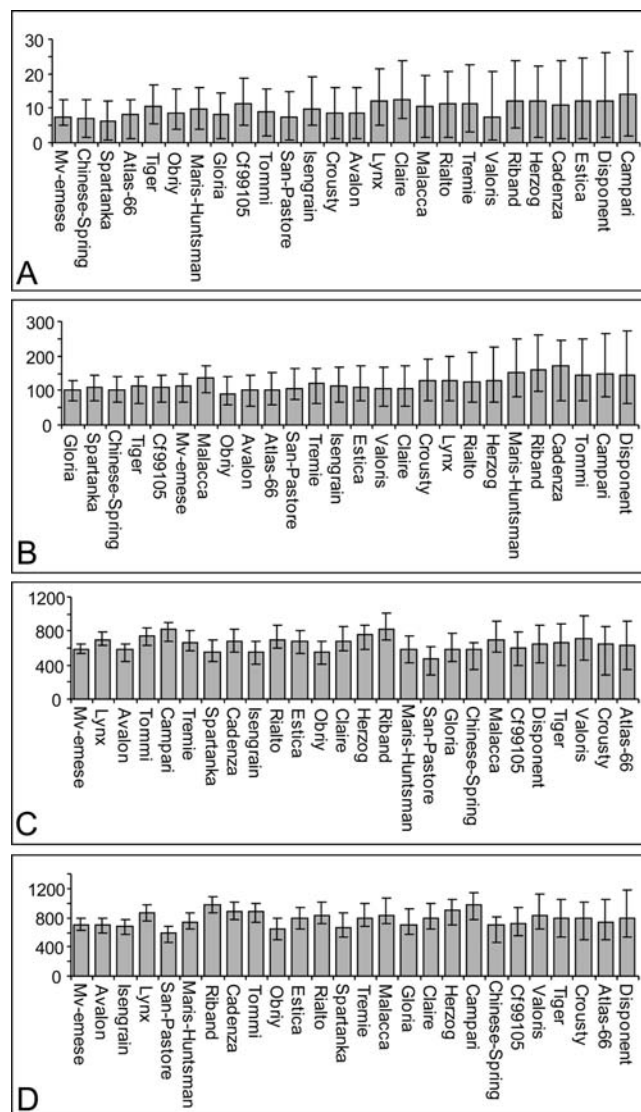 30
20
10
0
Mv-emese
Chinese-Spring
Spartanka
Atlas-66
Tiger
Obriy
Maris-Huntsman
Gloria
Cf99105
Tommi
San-Pastore
Isengrain
Crousty
Avalon
Lynx
Claire
Malacca
Rialto
Tremie
Valoris
Riband
Herzog
Cadenza
Estica
Disponent
Campari
A
300
200
100
0
Gloria
Spartanka
Chinese-Spring
Tiger
Cf99105
Mv-emese
Malacca
Obriy
Avalon
Atlas-66
San-Pastore
Tremie
Isengrain
Estica
Valoris
Claire
Crousty
Lynx
Rialto
Herzog
Maris-Huntsman
Riband
Cadenza
Tommi
Campari
Disponent
B
1200
800
400
0
Mv-emese
Lynx
Avalon
Tommi
Campari
Tremie
Spartanka
Cadenza
Isengrain
Rialto
Estica
Obriy
Claire
Herzog
Riband
Maris-Huntsman
San-Pastore
Gloria
Chinese-Spring
Malacca
Cf99105
Disponent
Tiger
Valoris
Crousty
Atlas-66
C
1200
800
400
0
Mv-emese
Avalon
Isengrain
Lynx
San-Pastore
Maris-Huntsman
Riband
Cadenza
Tommi
Obriy
Estica
Rialto
Spartanka
Tremie
Malacca
Gloria
Claire
Herzog
Campari
Chinese-Spring
Cf99105
Valoris
Tiger
Crousty
Atlas-66
Disponent
D